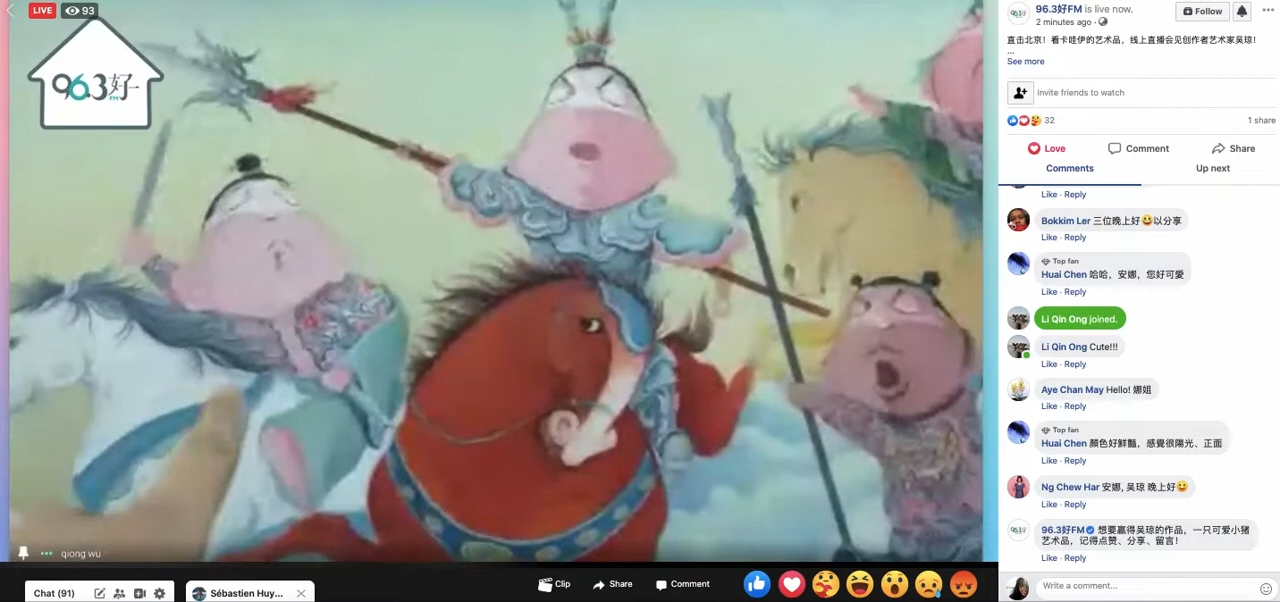 LIVE 93
96.3好
FM
qiong wu
Chat (91)
Sébastien Huy...
Clip
Share
Comment
96.3好FM is live now.
2 minutes ago ·
Follow
直击北京！看卡哇伊的艺术品，线上直播会见创作者艺术家吴琼！
...
See more
Invite friends to watch
32
1 share
Love
Comment
Share
Comments
Up next
Like · Reply
Bokkim Ler 三位晚上好😃以分享
Like · Reply
Top fan
Huai Chen 哈哈，安娜，您好可愛
Like · Reply
Li Qin Ong joined.
Li Qin Ong Cute!!!
Like · Reply
Aye Chan May Hello! 娜姐
Like · Reply
Top fan
Huai Chen 顏色好鮮豔，感覺很陽光、正面
Like · Reply
Ng Chew Har 安娜, 吴琼 晚上好😃
Like · Reply
96.3好FM 想要赢得吴琼的作品，一只可爱小猪
艺术品，记得点赞、分享、留言！
Like · Reply
Write a comment...